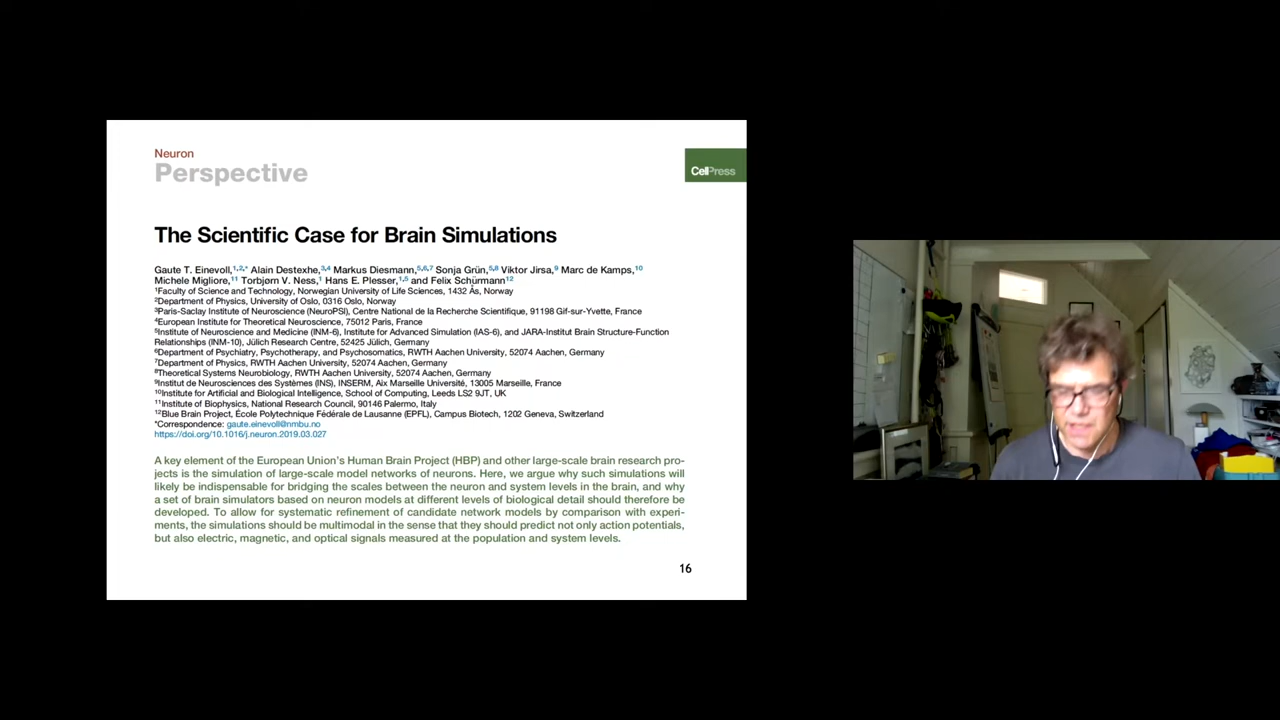 Neuron
Perspective
CellPress
The Scientific Case for Brain Simulations
Gaute T. Einevoll,1,2,* Alain Destexhe,3,4 Markus Diesmann,5,6,7 Sonja Grün,5,8 Viktor Jirsa,9 Marc de Kamps,10
Michele Migliore,11 Torbjørn V. Ness,1 Hans E. Plesser,1,5 and Felix Schürmann12
1Faculty of Science and Technology, Norwegian University of Life Sciences, 1432 Ås, Norway
2Department of Physics, University of Oslo, 0316 Oslo, Norway
3Paris-Saclay Institute of Neuroscience (NeuroPSI), Centre National de la Recherche Scientifique, 91198 Gif-sur-Yvette, France
4European Institute for Theoretical Neuroscience, 75012 Paris, France
5Institute of Neuroscience and Medicine (INM-6), Institute for Advanced Simulation (IAS-6), and JARA-Institut Brain Structure-Function
Relationships (INM-10), Jülich Research Centre, 52425 Jülich, Germany
6Department of Psychiatry, Psychotherapy, and Psychosomatics, RWTH Aachen University, 52074 Aachen, Germany
7Department of Physics, RWTH Aachen University, 52074 Aachen, Germany
8Theoretical Systems Neurobiology, RWTH Aachen University, 52074 Aachen, Germany
9Institut de Neurosciences des Systèmes (INS), INSERM, Aix Marseille Université, 13005 Marseille, France
10Institute for Artificial and Biological Intelligence, School of Computing, Leeds LS2 9JT, UK
11Institute of Biophysics, National Research Council, 90146 Palermo, Italy
12Blue Brain Project, École Polytechnique Fédérale de Lausanne (EPFL), Campus Biotech, 1202 Geneva, Switzerland
*Correspondence: gaute.einevoll@nmbu.no
https://doi.org/10.1016/j.neuron.2019.03.027
A key element of the European Union's Human Brain Project (HBP) and other large-scale brain research pro-
jects is the simulation of large-scale model networks of neurons. Here, we argue why such simulations will
likely be indispensable for bridging the scales between the neuron and system levels in the brain, and why
a set of brain simulators based on neuron models at different levels of biological detail should therefore be
developed. To allow for systematic refinement of candidate network models by comparison with experi-
ments, the simulations should be multimodal in the sense that they should predict not only action potentials,
but also electric, magnetic, and optical signals measured at the population and system levels.
16